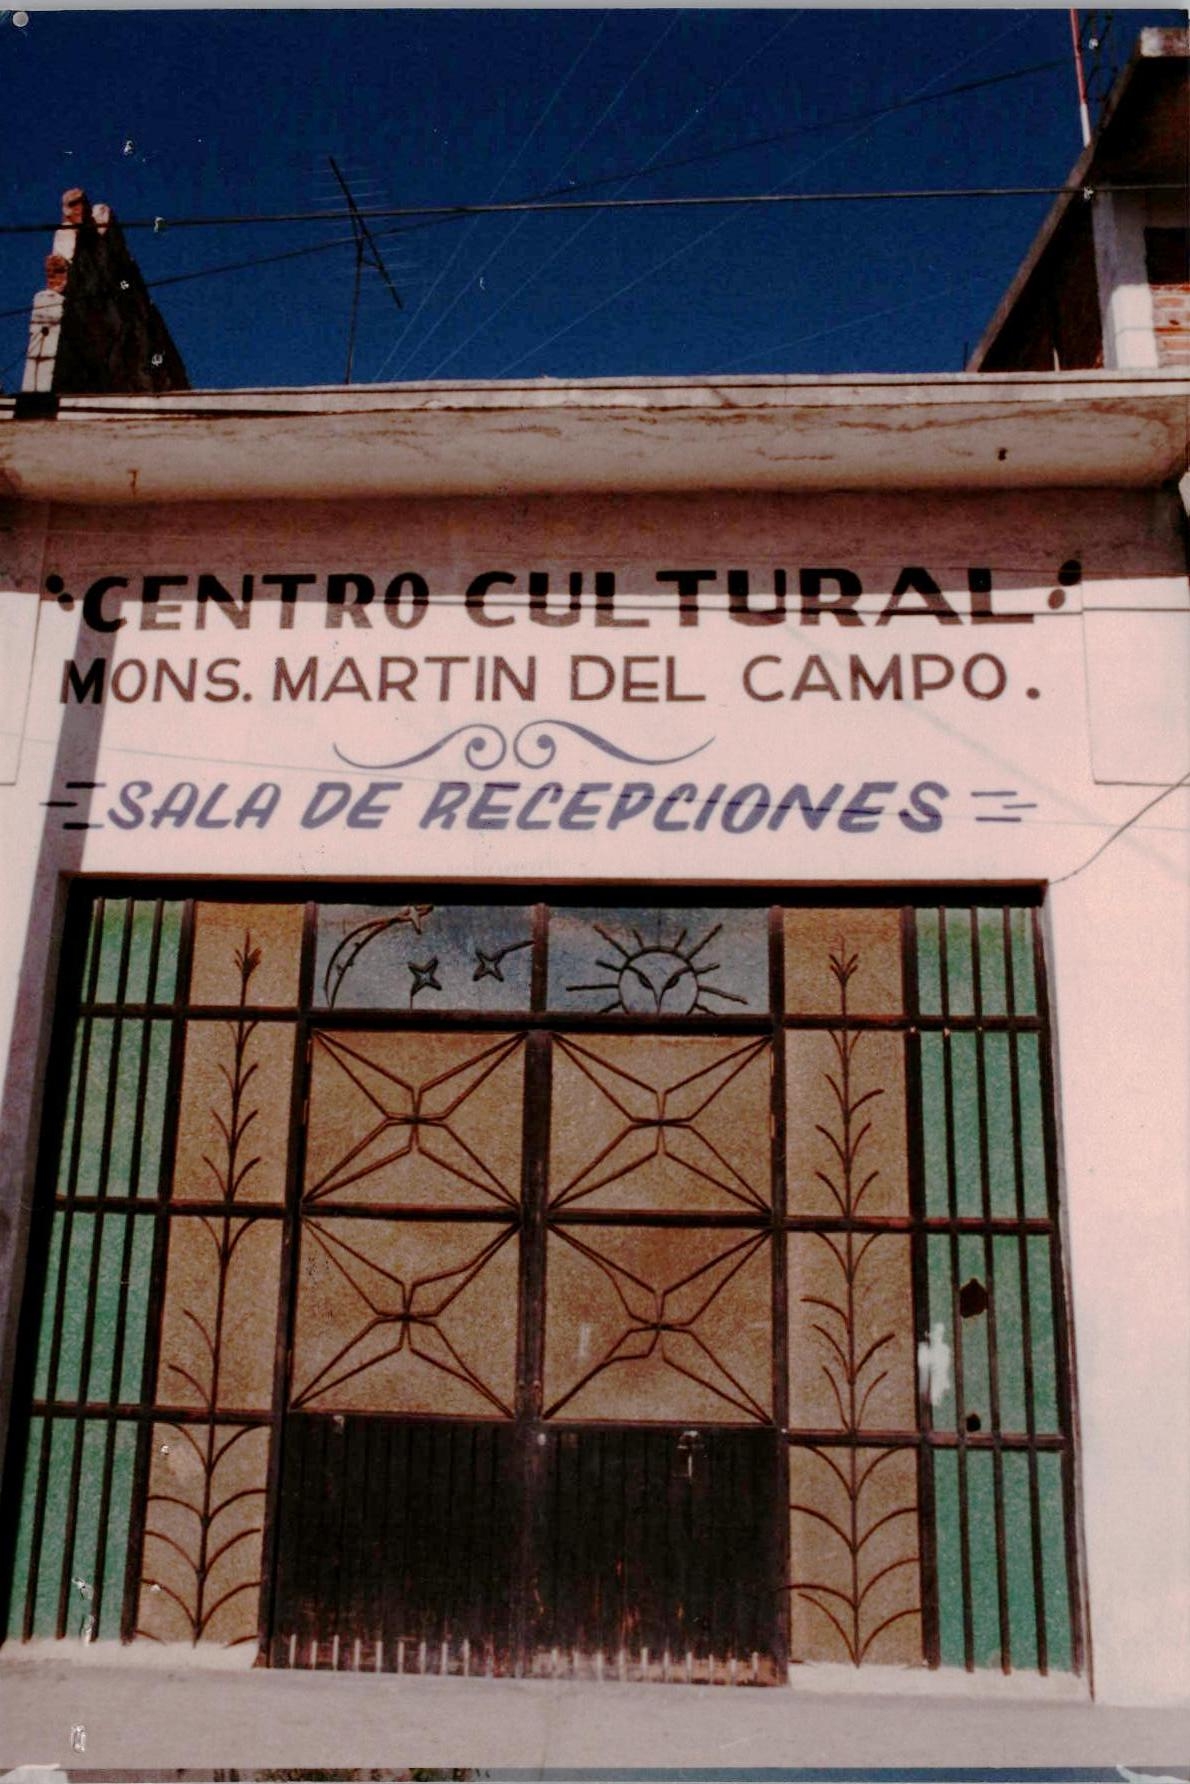 "CENTRO CULTURAL"
MONS. MARTIN DEL CAMPO.
SALA DE RECEPCIONES